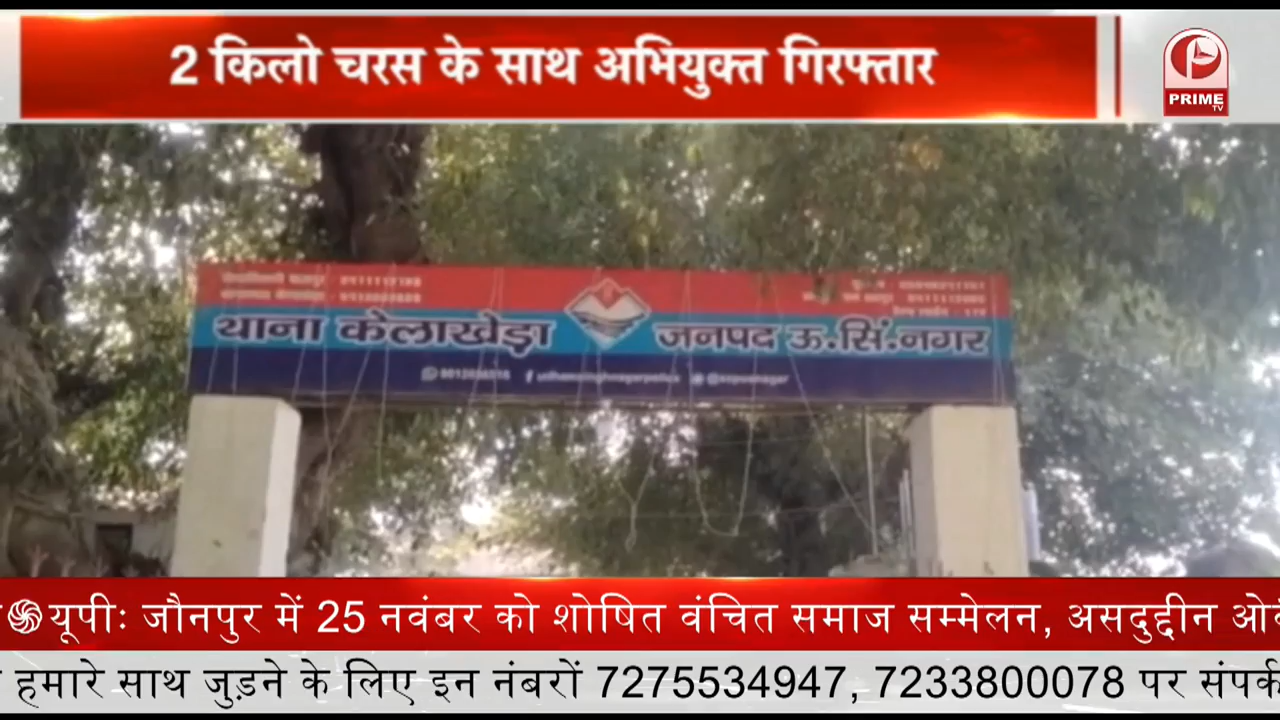 2 किलो चरस के साथ अभियुक्त गिरफ्तार
PRIME
TV
थाना केलाखेड़ा जनपद ऊ.सिं.नगर
यूपीः जौनपुर में 25 नवंबर को शोषित वंचित समाज सम्मेलन, असदुद्दीन
हमारे साथ जुड़ने के लिए इन नंबरों 7275534947, 7233800078 पर